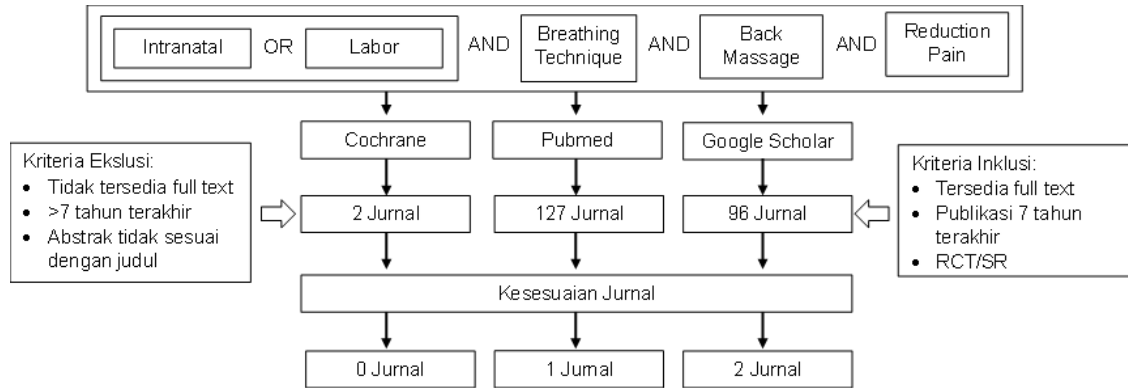 Intranatal OR Labor AND Breathing Technique AND Back Massage AND Reduction Pain
Cochrane
Pubmed
Google Scholar
Kriteria Ekslusi:
• Tidak tersedia full text
• >7 tahun terakhir
• Abstrak tidak sesuai
dengan judul
2 Jurnal
127 Jurnal
96 Jurnal
Kriteria Inklusi:
• Tersedia full text
• Publikasi 7 tahun
terakhir
• RCT/SR
Kesesuaian Jurnal
0 Jurnal
1 Jurnal
2 Jurnal